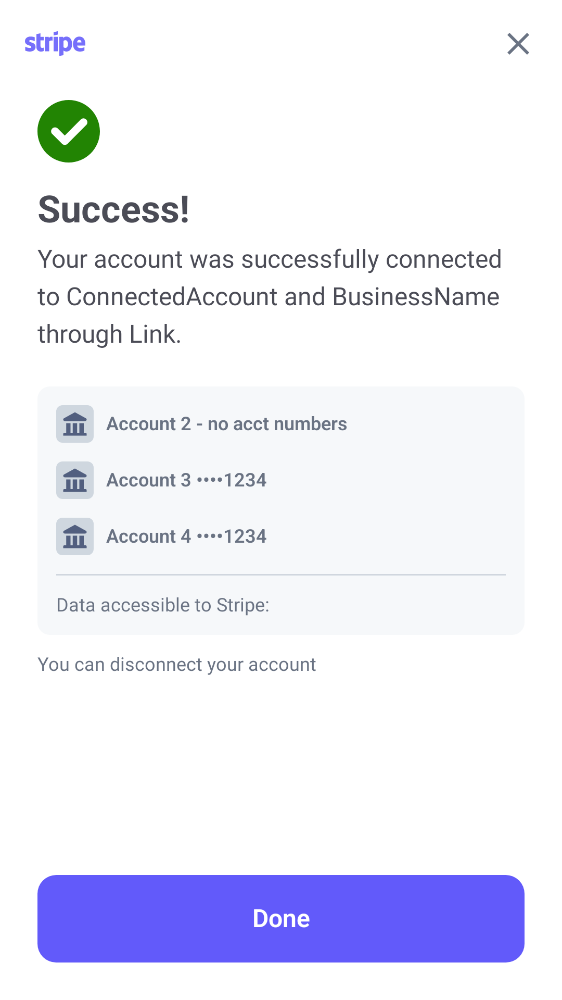 stripe
Success!
Your account was successfully connected
to ConnectedAccount and BusinessName
through Link.
Account 2 - no acct numbers
Account 3 ••••1234
Account 4 ••••1234
Data accessible to Stripe:
You can disconnect your account
Done